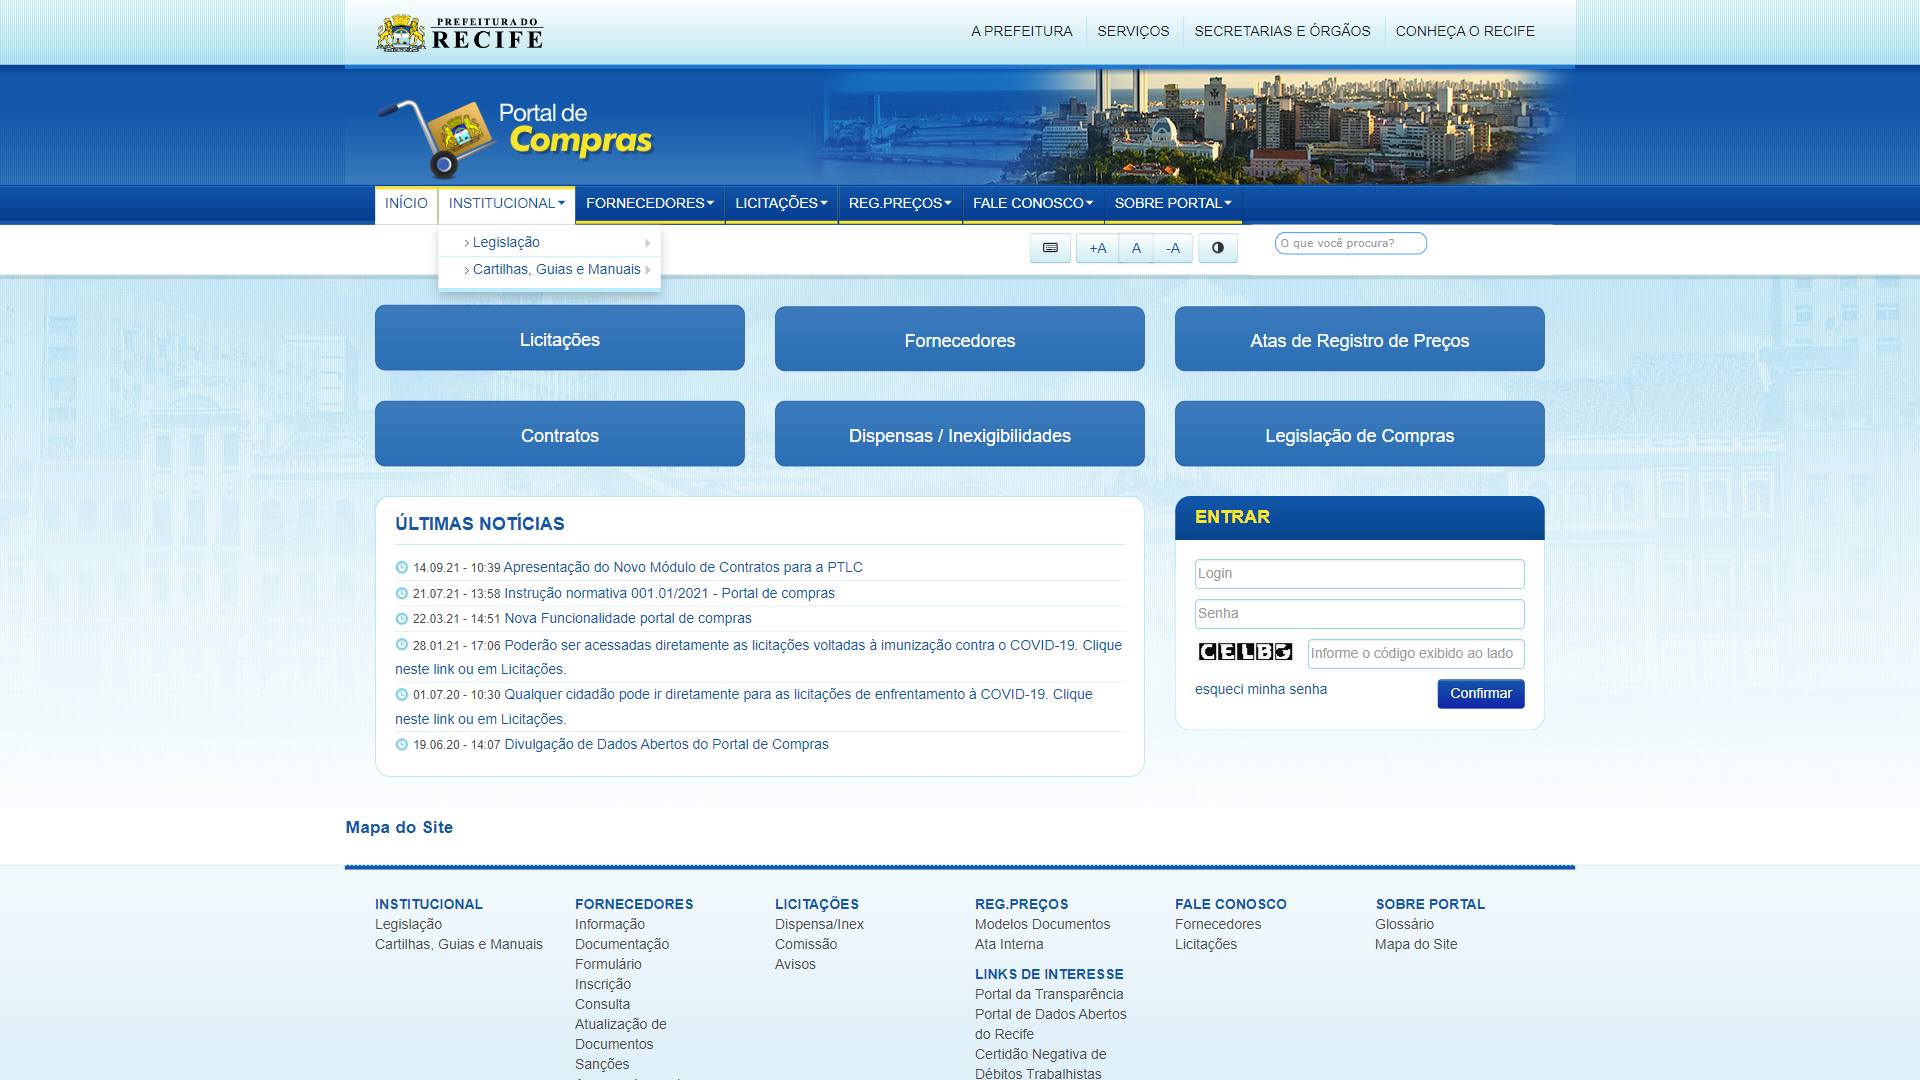 PREFEITURA DO
RECIFE
A PREFEITURA
SERVIÇOS
SECRETARIAS E ÓRGÃOS
CONHEÇA O RECIFE
Portal de
Compras
INÍCIO
INSTITUCIONAL
FORNECEDORES
LICITAÇÕES
REG.PREÇOS
FALE CONOSCO
SOBRE PORTAL
Legislação
Cartilhas, Guias e Manuais
+A
A
-A
O que você procura?
Licitações
Fornecedores
Atas de Registro de Preços
Contratos
Dispensas / Inexigibilidades
Legislação de Compras
ÚLTIMAS NOTÍCIAS
14.09.21 - 10:39 Apresentação do Novo Módulo de Contratos para a PTLC
21.07.21 - 13:58 Instrução normativa 001.01/2021 - Portal de compras
22.03.21 - 14:51 Nova Funcionalidade portal de compras
28.01.21 - 17:06 Poderão ser acessadas diretamente as licitações voltadas à imunização contra o COVID-19. Clique
neste link ou em Licitações.
01.07.20 - 10:30 Qualquer cidadão pode ir diretamente para as licitações de enfrentamento à COVID-19. Clique
neste link ou em Licitações.
19.06.20 - 14:07 Divulgação de Dados Abertos do Portal de Compras
ENTRAR
Login
Senha
CELBG
Informe o código exibido ao lado
esqueci minha senha
Confirmar
Mapa do Site
INSTITUCIONAL
Legislação
Cartilhas, Guias e Manuais
FORNECEDORES
Informação
Documentação
Formulário
Inscrição
Consulta
Atualização de
Documentos
Sanções
LICITAÇÕES
Dispensa/Inex
Comissão
Avisos
REG.PREÇOS
Modelos Documentos
Ata Interna
LINKS DE INTERESSE
Portal da Transparência
Portal de Dados Abertos
do Recife
Certidão Negativa de
Débitos Trabalhistas
FALE CONOSCO
Fornecedores
Licitações
SOBRE PORTAL
Glossário
Mapa do Site